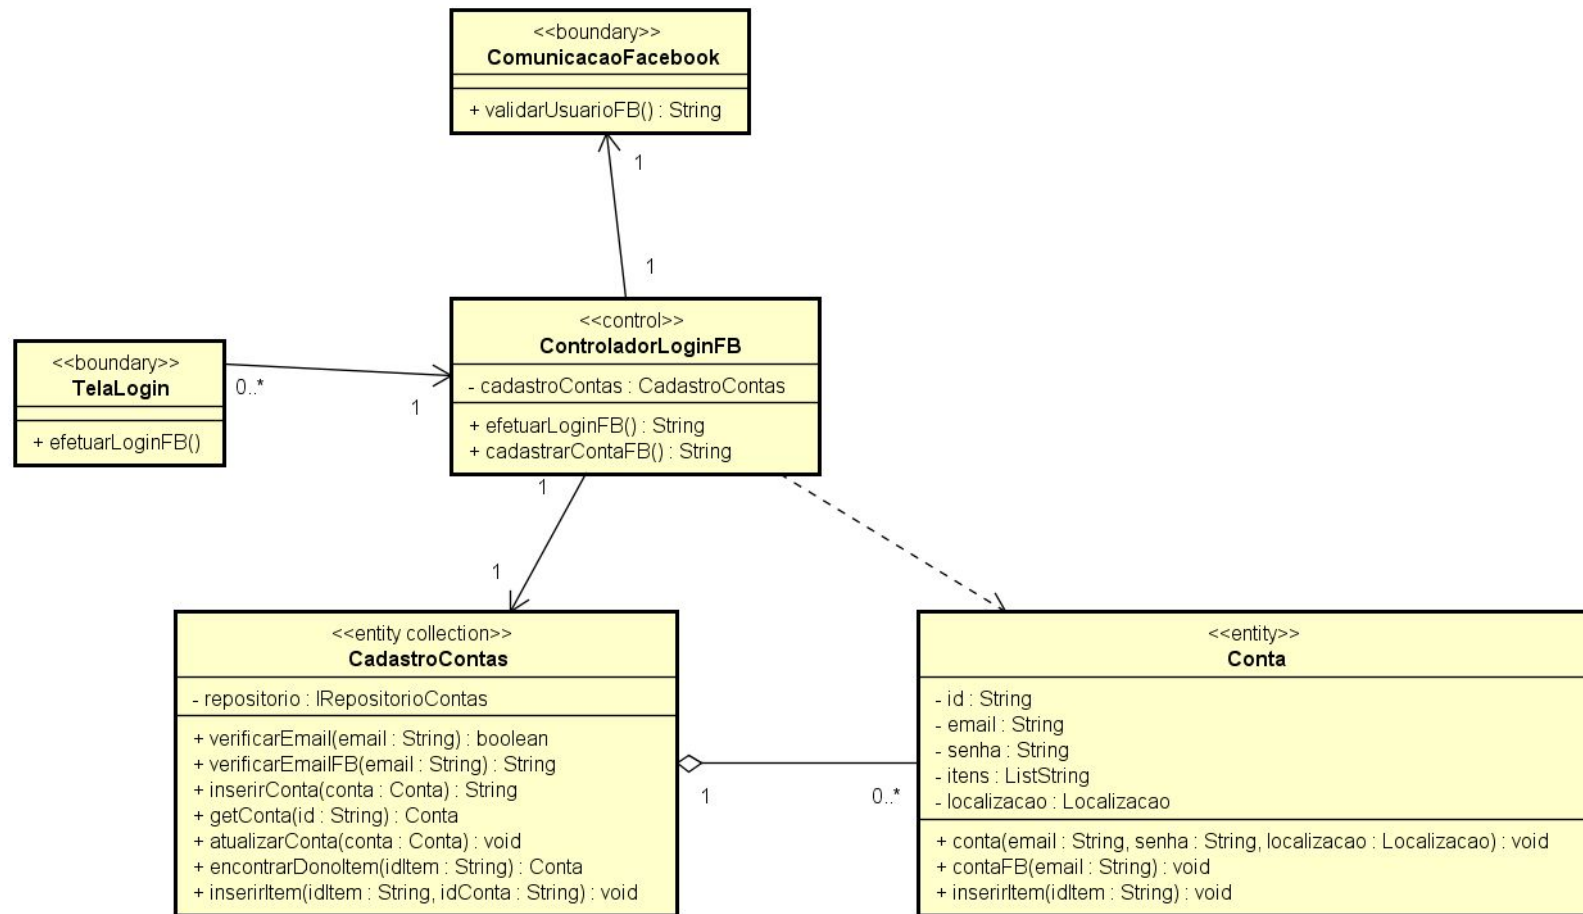 <<boundary>>
ComunicacaoFacebook
+ validarUsuarioFB() : String
1
1
<<control>>
ControladorLoginFB
- cadastroContas : CadastroContas
+ efetuarLoginFB() : String
+ cadastrarContaFB() : String
<<boundary>>
TelaLogin
+ efetuarLoginFB()
0..*
1
1
1
<<entity collection>>
CadastroContas
- repositorio : IRepositorioContas
+ verificarEmail(email : String) : boolean
+ verificarEmailFB(email : String) : String
+ inserirConta(conta : Conta) : String
+ getConta(id : String) : Conta
+ atualizarConta(conta : Conta) : void
+ encontrarDonoItem(idItem : String) : Conta
+ inserirItem(idItem : String, idConta : String) : void
1
0..*
<<entity>>
Conta
- id : String
- email : String
- senha : String
- itens : ListString
- localizacao : Localizacao
+ conta(email : String, senha : String, localizacao : Localizacao) : void
+ contaFB(email : String) : void
+ inserirItem(idItem : String) : void